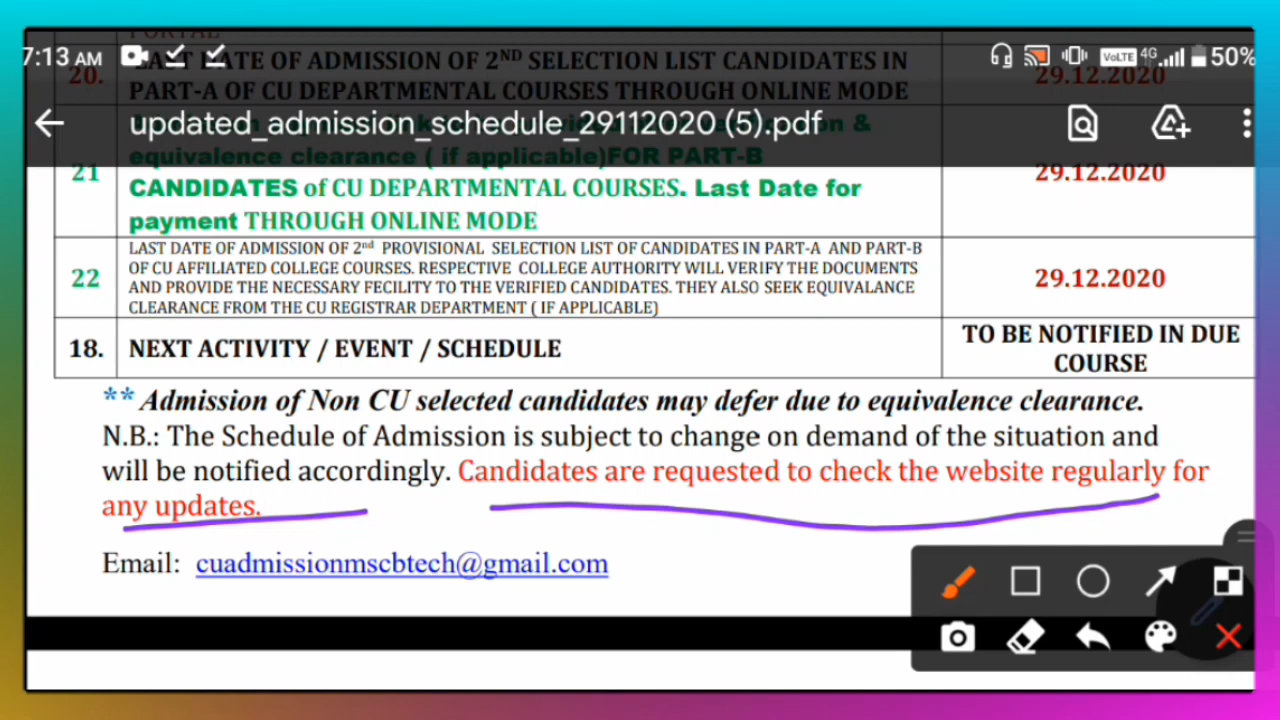 PORTAL
7:13 AM VoLTE 4G 50%
20. LAST DATE OF ADMISSION OF 2ND SELECTION LIST CANDIDATES IN 29.12.2020
PART-A OF CU DEPARTMENTAL COURSES THROUGH ONLINE MODE
updated_admission_schedule_29112020 (5).pdf
&
equivalence clearance ( if applicable)FOR PART-B
21 CANDIDATES of CU DEPARTMENTAL COURSES. Last Date for 29.12.2020
payment THROUGH ONLINE MODE
LAST DATE OF ADMISSION OF 2nd PROVISIONAL SELECTION LIST OF CANDIDATES IN PART-A AND PART-B
22 OF CU AFFILIATED COLLEGE COURSES. RESPECTIVE COLLEGE AUTHORITY WILL VERIFY THE DOCUMENTS 29.12.2020
AND PROVIDE THE NECESSARY FECILITY TO THE VERIFIED CANDIDATES. THEY ALSO SEEK EQUIVALANCE
CLEARANCE FROM THE CU REGISTRAR DEPARTMENT ( IF APPLICABLE)
18. NEXT ACTIVITY / EVENT / SCHEDULE TO BE NOTIFIED IN DUE
COURSE
** Admission of Non CU selected candidates may defer due to equivalence clearance.
N.B.: The Schedule of Admission is subject to change on demand of the situation and
will be notified accordingly. Candidates are requested to check the website regularly for
any updates.
Email: cuadmissionmscbtech@gmail.com